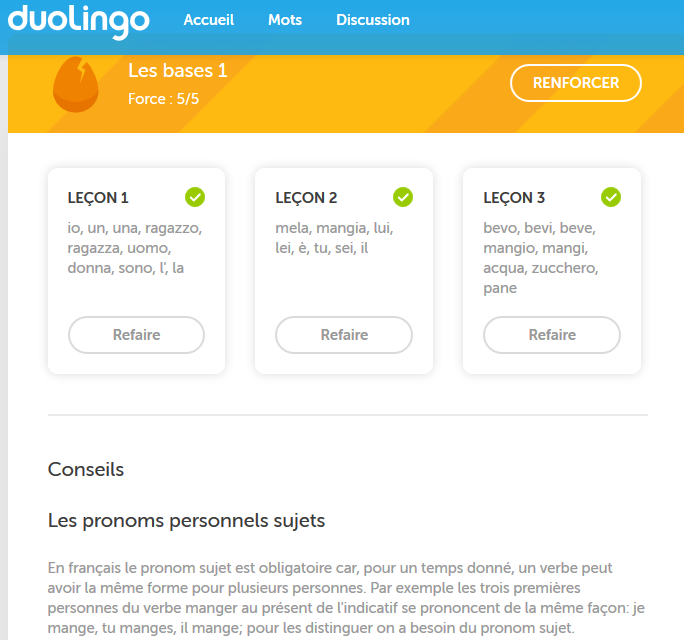 duolingo Accueil Mots Discussion
Les bases 1
Force : 5/5
RENFORCER
LEÇON 1
io, un, una, ragazzo,
ragazza, uomo,
donna, sono, l', la
Refaire
LEÇON 2
mela, mangia, lui,
lei, è, tu, sei, il
Refaire
LEÇON 3
bevo, bevi, beve,
mangio, mangi,
acqua, zucchero,
pane
Refaire
Conseils
Les pronoms personnels sujets
En français le pronom sujet est obligatoire car, pour un temps donné, un verbe peut
avoir la même forme pour plusieurs personnes. Par exemple les trois premières
personnes du verbe manger au présent de l'indicatif se prononcent de la même façon: je
mange, tu manges, il mange; pour les distinguer on a besoin du pronom sujet.